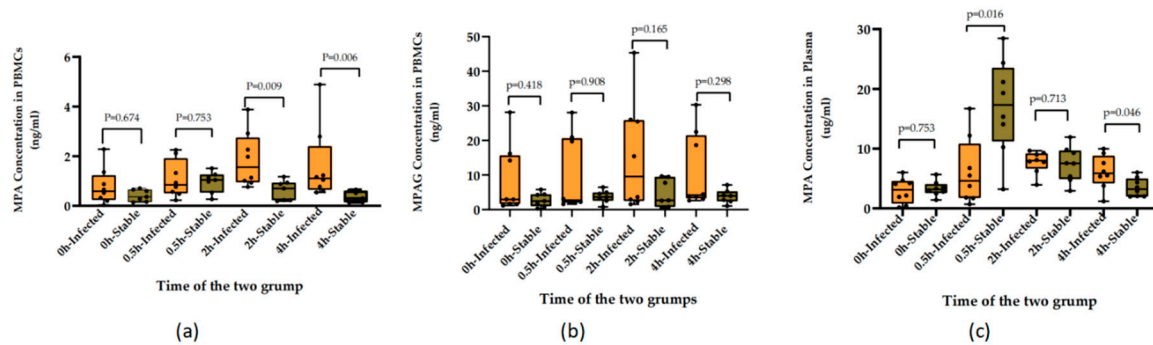 MPA Concentration in PBMCs
(ng/ml)
6
4
2
0
P=0.674
P=0.753
P=0.009
P=0.006
0h-Infected
0h-Stable
0.5h-Infected
0.5h-Stable
2h-Infected
2h-Stable
4h-Infected
4h-Stable
Time of the two grump
(a)
MPAG Concentration in PBMCs
(ng/ml)
50
40
30
20
10
0
p=0.418
p=0.908
p=0.165
p=0.298
0h-Infected
0h-Stable
0.5h-Infected
0.5h-Stable
2h-Infected
2h-Stable
4h-Infected
4h-Stable
Time of the two grumps
(b)
MPA Concentration in Plasma
(ug/ml)
30
20
10
0
p=0.753
p=0.016
p=0.713
p=0.046
0h-Infected
0h-Stable
0.5h-Infected
0.5h-Stable
2h-Infected
2h-Stable
4h-Infected
4h-Stable
Time of the two grump
(c)